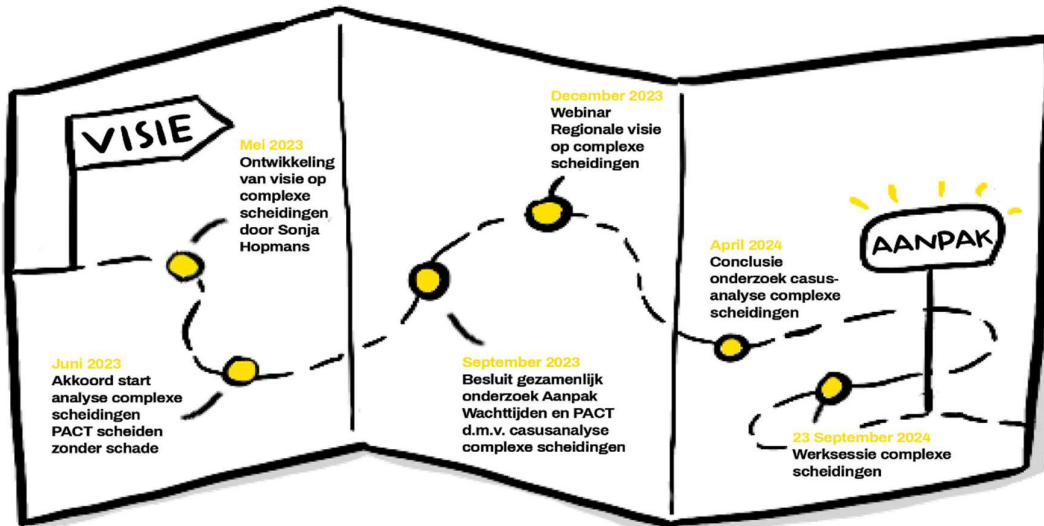 VISIE
Mei 2023
Ontwikkeling
van visie op
complexe
scheidingen
door Sonja
Hopmans
Juni 2023
Akkoord start
analyse complexe
scheidingen
PACT scheiden
zonder schade
September 2023
Besluit gezamenlijk
onderzoek Aanpak
Wachttijden en PACT
d.m.v. casusanalyse
complexe scheidingen
December 2023
Webinar
Regionale visie
op complexe
scheidingen
April 2024
Conclusie
onderzoek casus-
analyse complexe
scheidingen
23 September 2024
Werksessie complexe
scheidingen
AANPAK